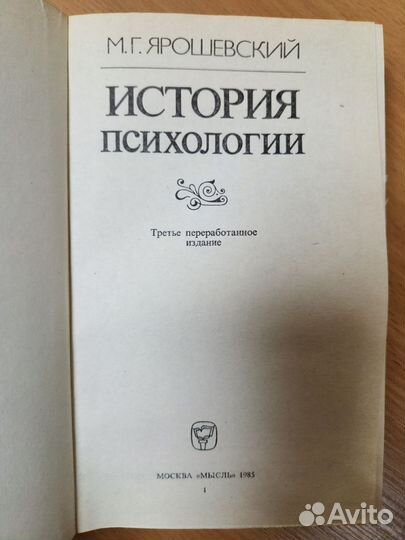 М.Г. ЯРОШЕВСКИЙ
ИСТОРИЯ
ПСИХОЛОГИИ
Третье переработанное
издание
МОСКВА «МЫСЛЬ» 1985
1
Avito